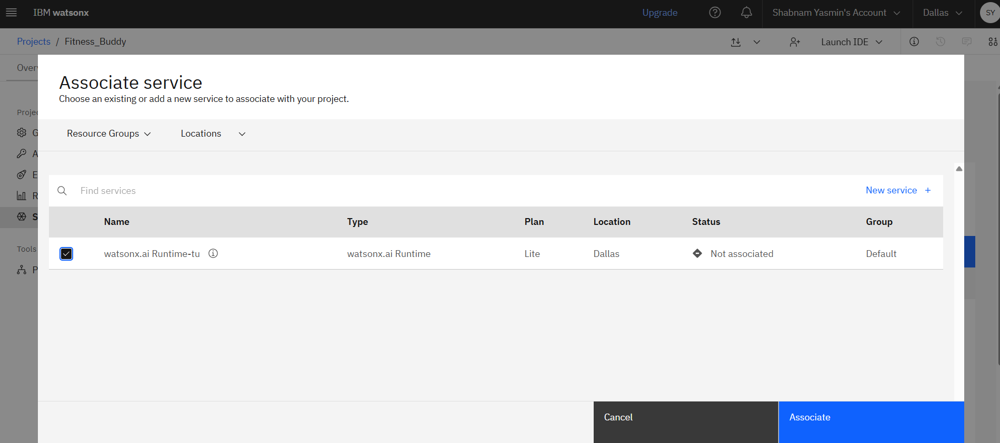 IBM watsonx
Upgrade
Shabnam Yasmin's Account
Dallas
SY
Projects / Fitness_Buddy
Launch IDE
Associate service
Choose an existing or add a new service to associate with your project.
Resource Groups
Locations
Find services
New service +
Name Type Plan Location Status Group
watsonx.ai Runtime-tu watsonx.ai Runtime Lite Dallas Not associated Default
Tools
Cancel
Associate